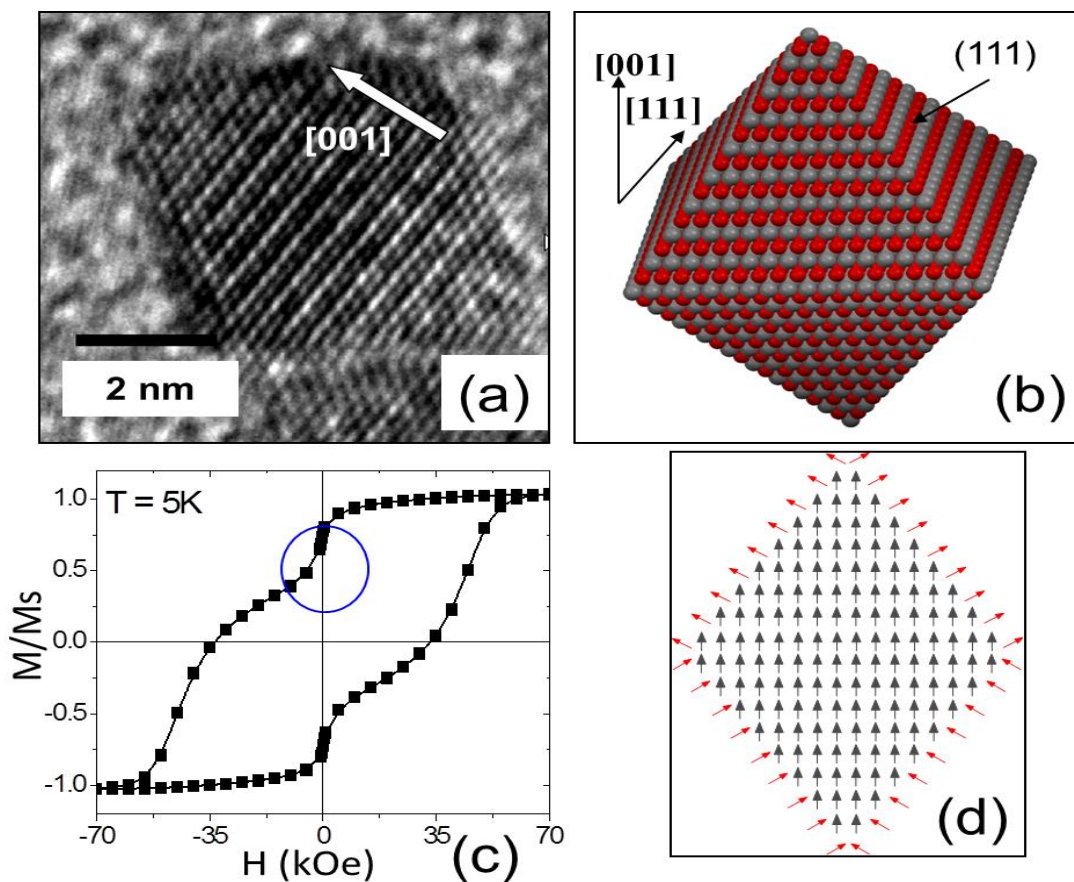 [001]
2 nm
(a)
[001]
[111]
(111)
(b)
T = 5K
1.0
0.5
0.0
-0.5
-1.0
M/Ms
-70
-35
0
35
70
H (kOe)
(c)
(d)